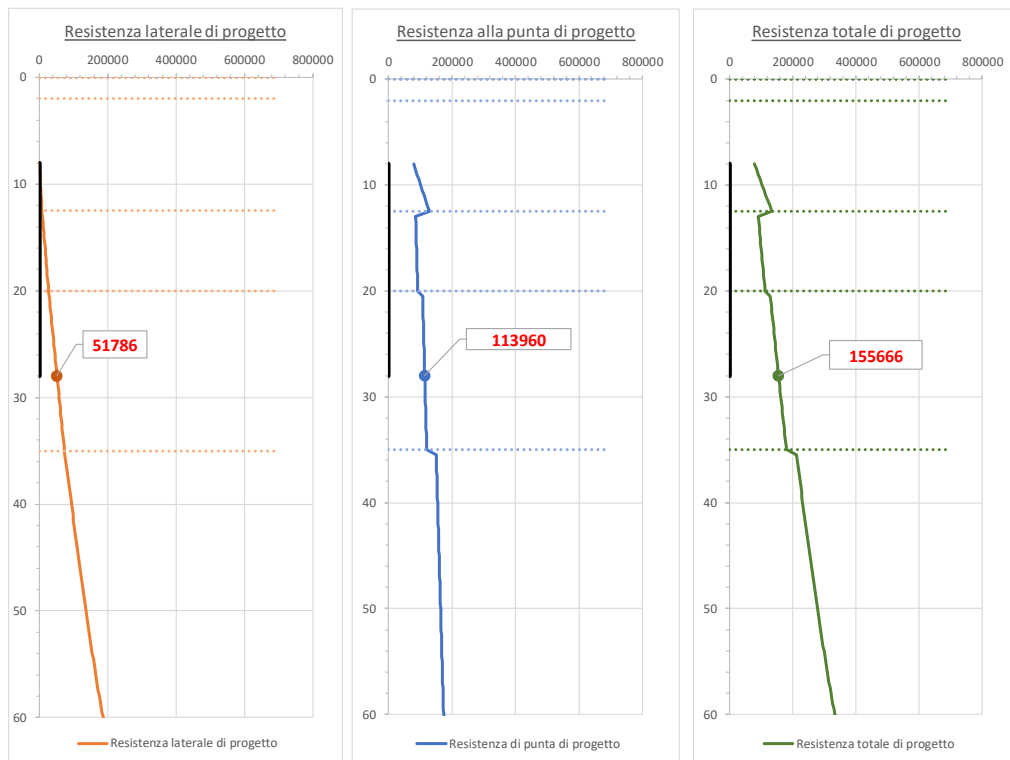 Resistenza laterale di progetto
0 200000 400000 600000 800000
0
10
20
30
40
50
60
51786
Resistenza laterale di progetto
Resistenza alla punta di progetto
0 200000 400000 600000 800000
0
10
20
30
40
50
60
113960
Resistenza di punta di progetto
Resistenza totale di progetto
0 200000 400000 600000 800000
0
10
20
30
40
50
60
155666
Resistenza totale di progetto